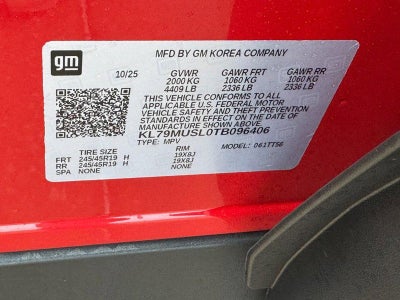 gm
MFD BY GM KOREA COMPANY
10/25 GVWR GAWR FRT GAWR RR
2000 KG 1060 KG 1060 KG
4409 LB 2336 LB 2336 LB
THIS VEHICLE CONFORMS TO ALL
APPLICABLE U.S. FEDERAL MOTOR
VEHICLE SAFETY AND THEFT PREVENTION
STANDARDS IN EFFECT ON THE DATE OF
MANUFACTURE SHOWN ABOVE.
KL79MUSL0TB096406
TYPE: MPV MODEL: 061TT56
TIRE SIZE RIM
FRT 245/45R19 H 19X8J
RR 245/45R19 H 19X8J
SPA NONE NONE